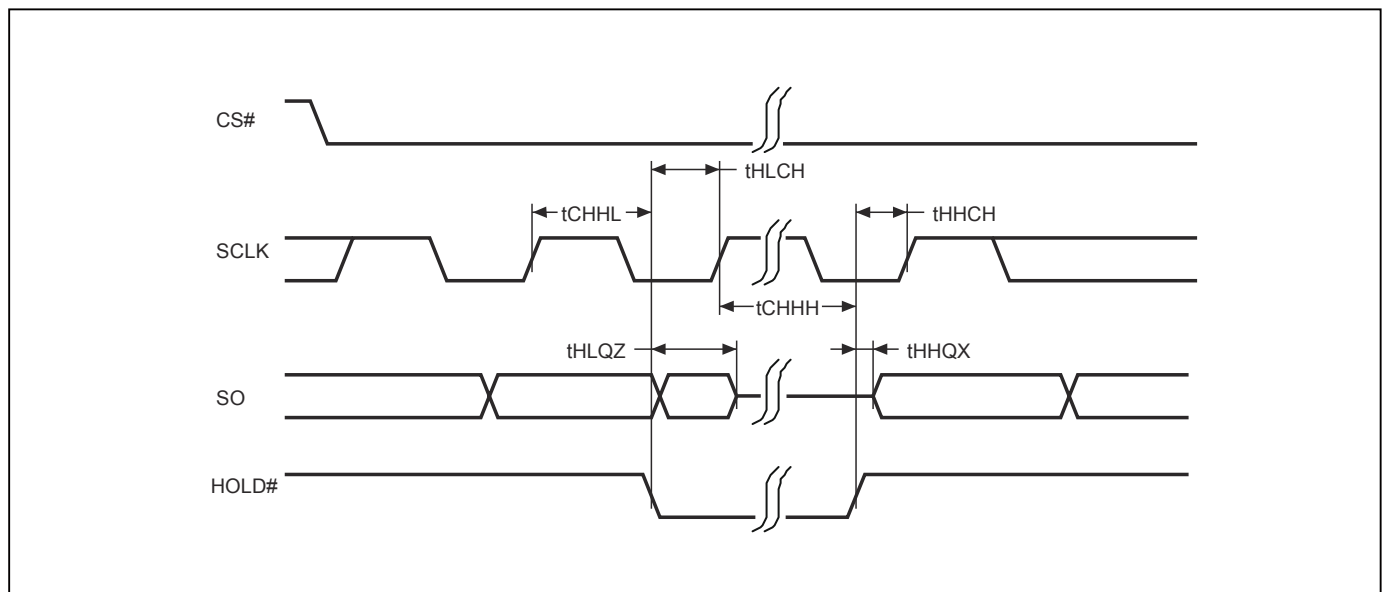 CS#
tHLCH
tCHHL
tHHCH
SCLK
tCHHH
tHLQZ
tHHQX
SO
HOLD#